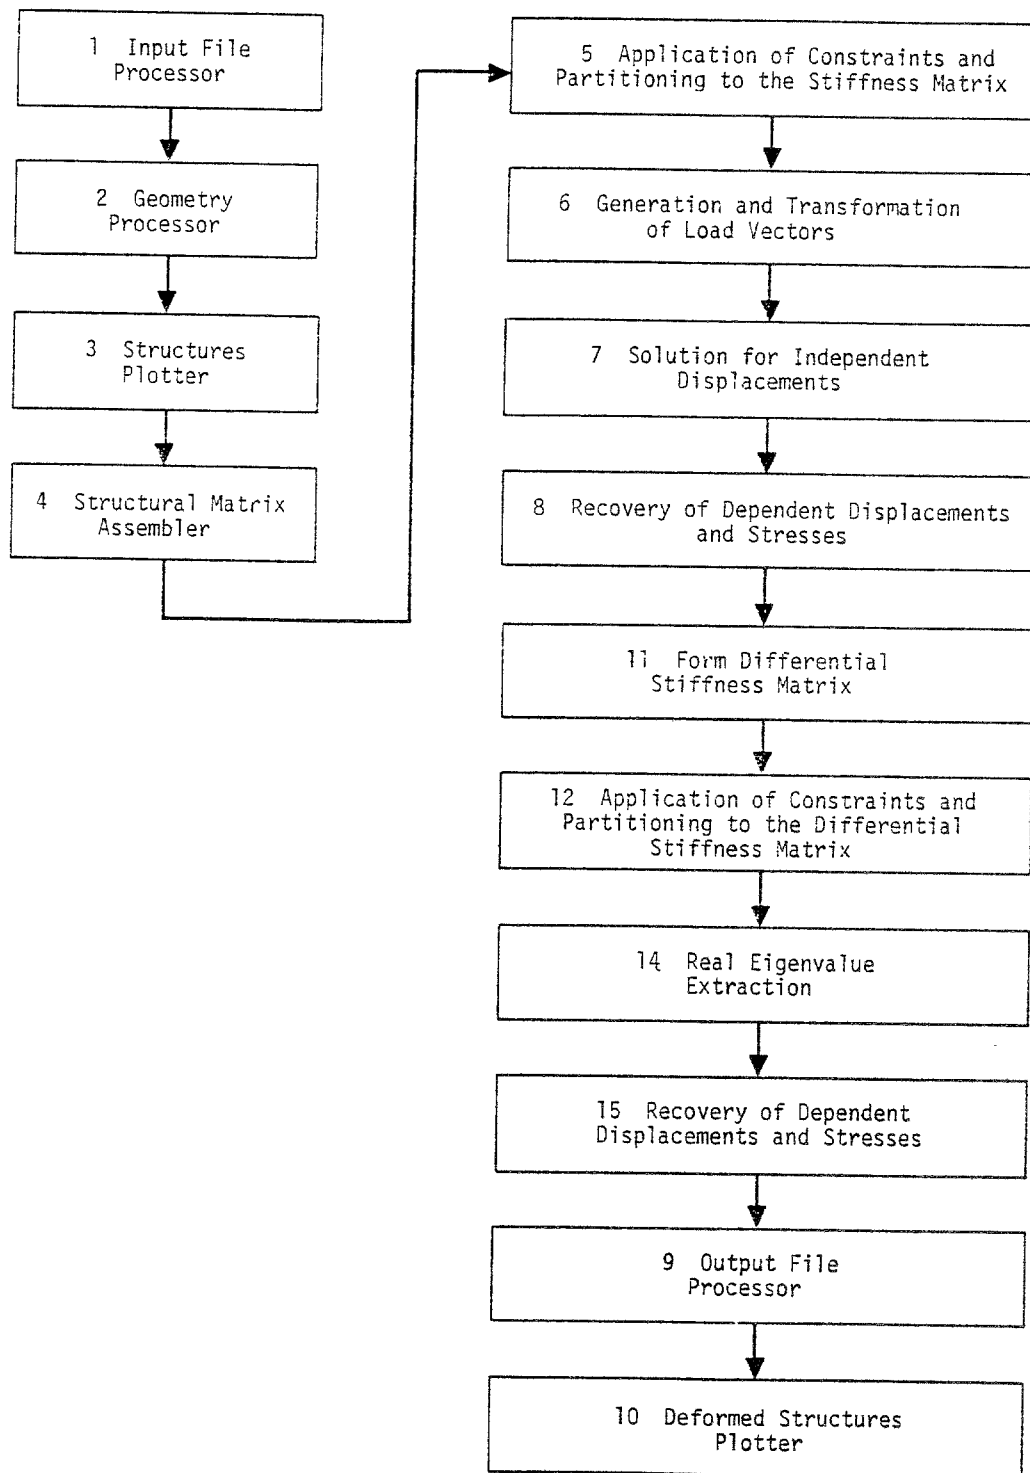 1 Input File
Processor
2 Geometry
Processor
3 Structures
Plotter
4 Structural Matrix
Assembler
5 Application of Constraints and
Partitioning to the Stiffness Matrix
6 Generation and Transformation
of Load Vectors
7 Solution for Independent
Displacements
8 Recovery of Dependent Displacements
and Stresses
11 Form Differential
Stiffness Matrix
12 Application of Constraints and
Partitioning to the Differential
Stiffness Matrix
14 Real Eigenvalue
Extraction
15 Recovery of Dependent
Displacements and Stresses
9 Output File
Processor
10 Deformed Structures
Plotter